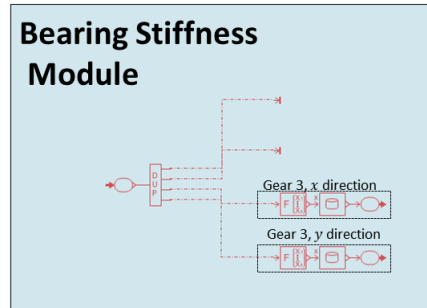 Bearing Stiffness
Module
D
U
P
Gear 3, x direction
F
X
Gear 3, y direction
F
X